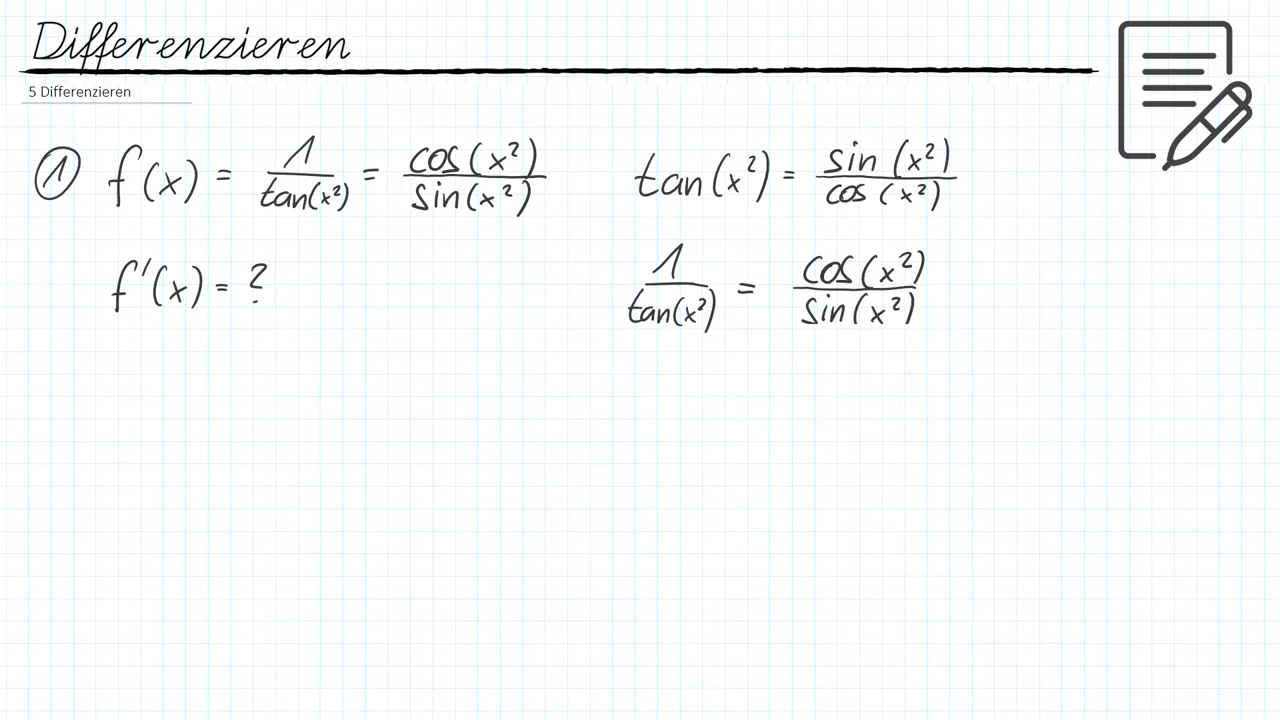 Differenzieren
5 Differenzieren
① f(x) = 1/tan(x²) = cos(x²)/sin(x²)   tan(x²) = sin(x²)/cos(x²)
f'(x) = ?   1/tan(x²) = cos(x²)/sin(x²)